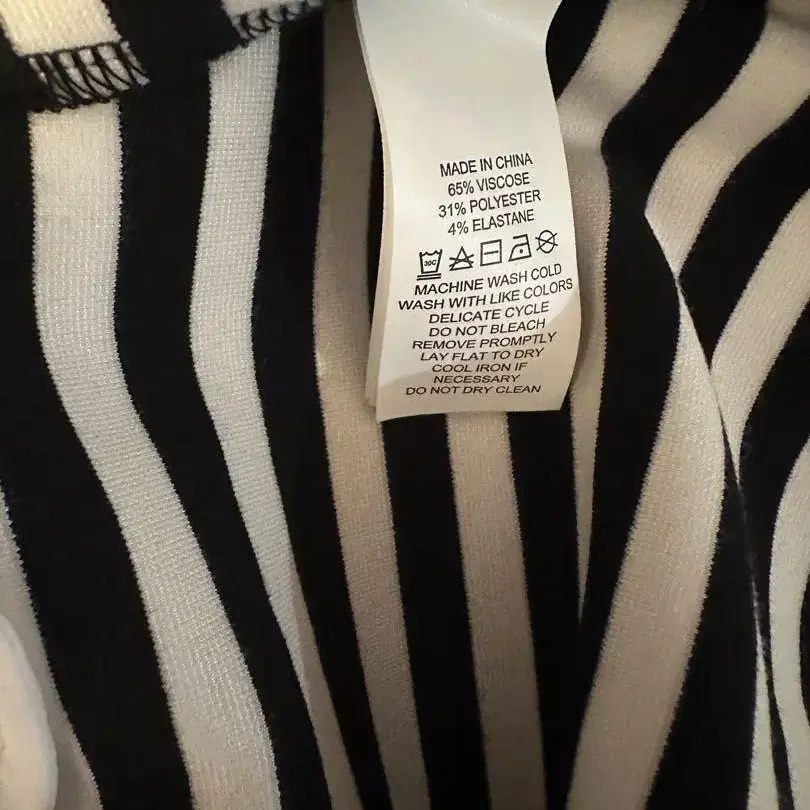 MADE IN CHINA
65% VISCOSE
31% POLYESTER
4% ELASTANE
30C
MACHINE WASH COLD
WASH WITH LIKE COLORS
DELICATE CYCLE
DO NOT BLEACH
REMOVE PROMPTLY
LAY FLAT TO DRY
COOL IRON IF
NECESSARY
DO NOT DRY CLEAN